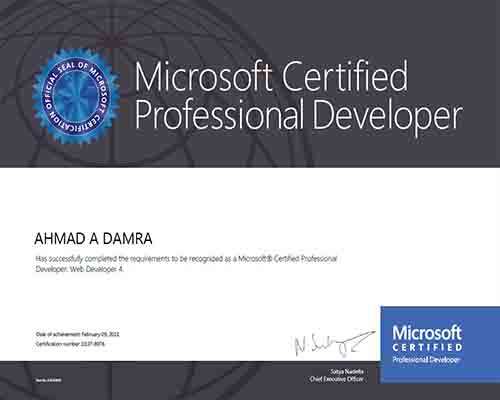 OFFICIAL SEAL OF MICROSOFT CERTIFICATION
Microsoft Certified
Professional Developer
AHMAD A DAMRA
Has successfully completed the requirements to be recognized as a Microsoft® Certified Professional
Developer: Web Developer 4.
Date of achievement: February 09, 2011
Certification number:
Satya Nadella
Chief Executive Officer
Microsoft
CERTIFIED
Professional Developer